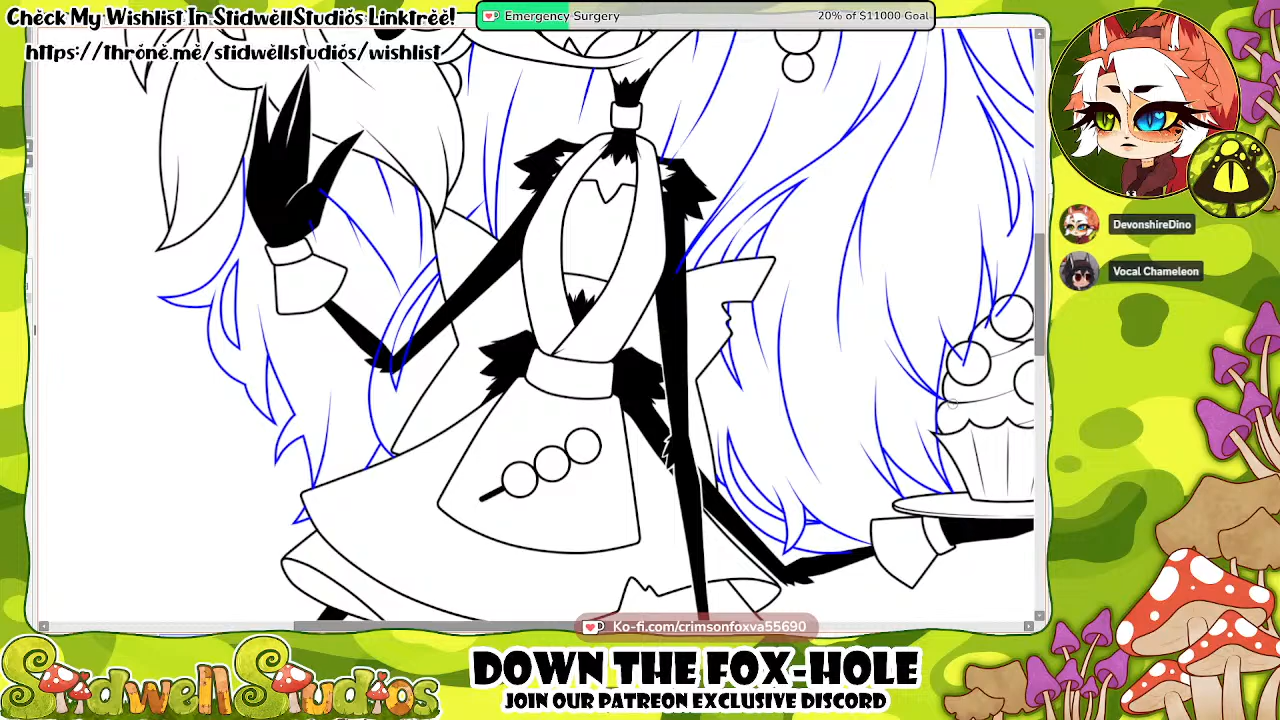 Check My Wishlist In StidwellStudios Linktree!
https://throne.me/stidwellstudios/wishlist
Emergency Surgery
20% of $11000 Goal
DevonshireDino
Vocal Chameleon
Ko-fi.com/crimsonfoxva55690
StidwellStudios
DOWN THE FOX-HOLE
JOIN OUR PATREON EXCLUSIVE DISCORD